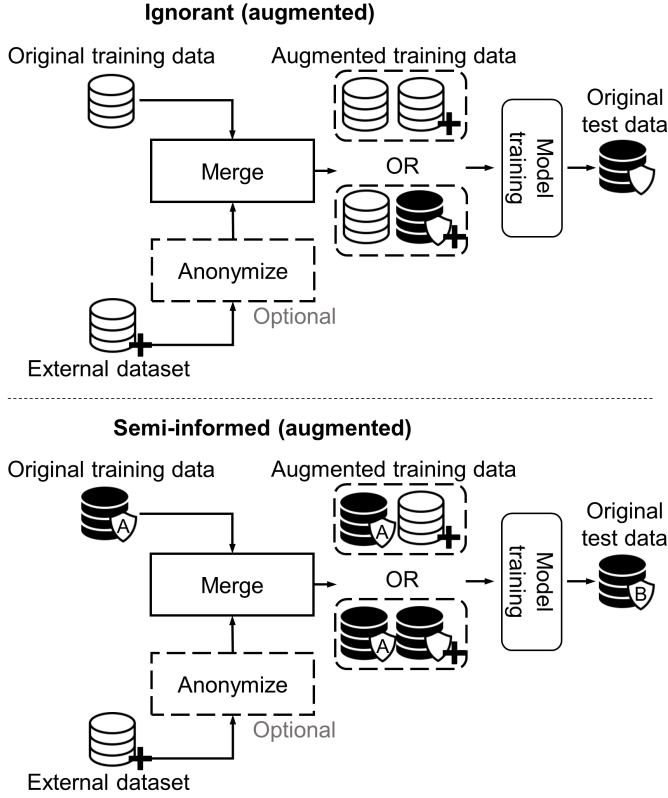 Ignorant (augmented)
Original training data
Augmented training data
Original
test data
Merge
OR
Model
training
Anonymize
Optional
External dataset
Semi-informed (augmented)
Original training data
Augmented training data
Original
test data
A
A
Merge
OR
Model
training
B
A
Anonymize
Optional
External dataset